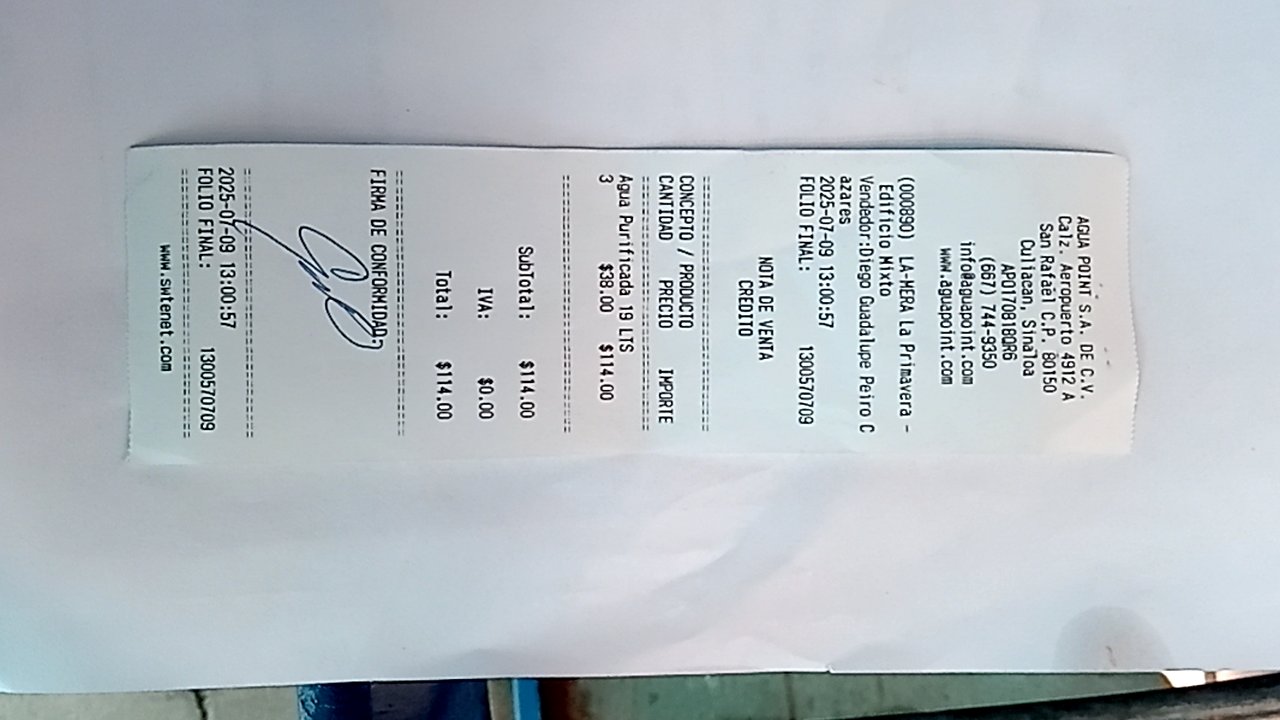 AGUA POINT S.A. DE C.V.
Calz. Aeropuerto 4912 A
San Rafael C.P. 80150
Culiacan, Sinaloa
APO170818QR6
(667) 744-9350
info@aguapoint.com
www.aguapoint.com
(000890) LA-MERA La Primavera -
Edificio Mixto
Vendedor:Diego Guadalupe Peiro C
azares
2025-07-09 13:00:57
FOLIO FINAL: 1300570709
NOTA DE VENTA
CREDITO
================================
CONCEPTO / PRODUCTO
CANTIDAD PRECIO IMPORTE
================================
Agua Purificada 19 LTS
3 $38.00 $114.00
================================
SubTotal: $114.00
IVA: $0.00
Total: $114.00
================================
FIRMA DE CONFORMIDAD:
================================
2025-07-09 13:00:57
FOLIO FINAL: 1300570709
================================
www.swtenet.com